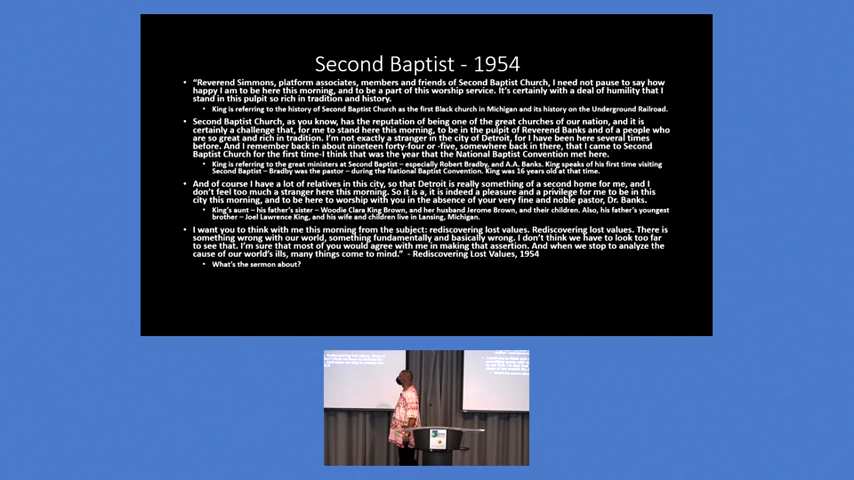 Second Baptist - 1954
• "Reverend Simmons, platform associates, members and friends of Second Baptist Church, I need not pause to say how
happy I am to be here this morning, and to be a part of this worship service. It's certainly with a deal of humility that I
stand in this pulpit so rich in tradition and history.
• King is referring to the history of Second Baptist Church as the first Black church in Michigan and its history on the Underground Railroad.
• Second Baptist Church, as you know, has the reputation of being one of the great churches of our nation, and it is
certainly a challenge that, for me to stand here this morning, to be in the pulpit of Reverend Banks and of a people who
are so great and rich in tradition. I'm not exactly a stranger in the city of Detroit, for I have been here several times
before. And I remember back in about nineteen forty-four or -five, somewhere back in there, that I came to Second
Baptist Church for the first time-I think that was the year that the National Baptist Convention met here.
• King is referring to the great ministers at Second Baptist – especially Robert Bradby, and A.A. Banks. King speaks of his first time visiting
Second Baptist – Bradby was the pastor – during the National Baptist Convention. King was 16 years old at that time.
• And of course I have a lot of relatives in this city, so that Detroit is really something of a second home for me, and I
don't feel too much a stranger here this morning. So it is a, it is indeed a pleasure and a privilege for me to be in this
city this morning, and to be here to worship with you in the absence of your very fine and noble pastor, Dr. Banks.
• King's aunt – his father's sister – Woodie Clara King Brown, and her husband Jerome Brown, and their children. Also, his father's youngest
brother – Joel Lawrence King, and his wife and children live in Lansing, Michigan.
• I want you to think with me this morning from the subject: rediscovering lost values. Rediscovering lost values. There is
something wrong with our world, something fundamentally and basically wrong. I don't think we have to look too far
to see that. I'm sure that most of you would agree with me in making that assertion. And when we stop to analyze the
cause of our world's ills, many things come to mind." - Rediscovering Lost Values, 1954
• What's the sermon about?